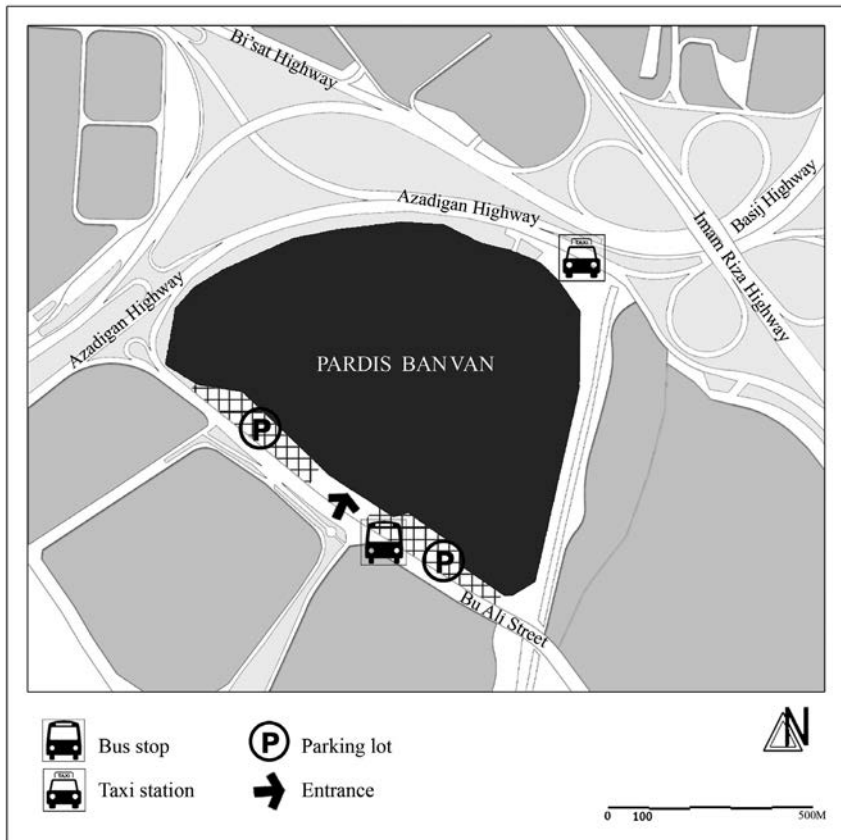 Bi'sat Highway
Azadigan Highway
Basij Highway
Imam Riza Highway
TAXI
Azadigan Highway
PARDIS BANVAN
P
P
Bu Ali Street
Bus stop
P Parking lot
N
TAXI
Taxi station
Entrance
0 100 500M